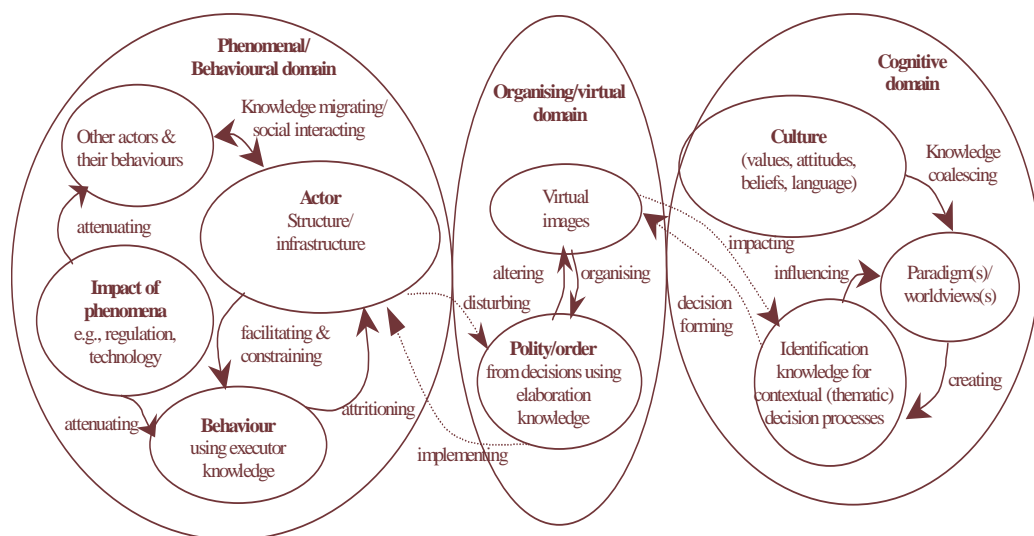 Phenomenal/
Behavioural domain
Other actors &
their behaviours
Knowledge migrating/
social interacting
Actor
Structure/
infrastructure
attenuating
Impact of
phenomena
e.g., regulation,
technology
facilitating &
constraining
attenuating
Behaviour
using executor
knowledge
attritioning
Organising/virtual
domain
Virtual
images
altering
organising
disturbing
Polity/order
from decisions using
elaboration
knowledge
implementing
impacting
decision
forming
Cognitive
domain
Culture
(values, attitudes,
beliefs, language)
Knowledge
coalescing
influencing
Paradigm(s)/
worldviews(s)
Identification
knowledge for
contextual (thematic)
decision processes
creating